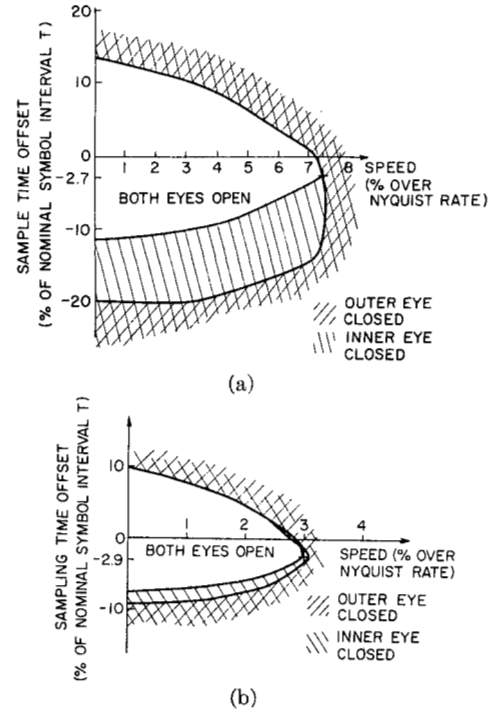 20
10
0
-2.7
-10
-20
SAMPLE TIME OFFSET
(% OF NOMINAL SYMBOL INTERVAL T)
1 2 3 4 5 6 7 8
SPEED
(% OVER
NYQUIST RATE)
BOTH EYES OPEN
OUTER EYE
CLOSED
INNER EYE
CLOSED
(a)
10
0
-2.9
-10
SAMPLING TIME OFFSET
(% OF NOMINAL SYMBOL INTERVAL T)
1 2 3 4
BOTH EYES OPEN
SPEED (% OVER
NYQUIST RATE)
OUTER EYE
CLOSED
INNER EYE
CLOSED
(b)